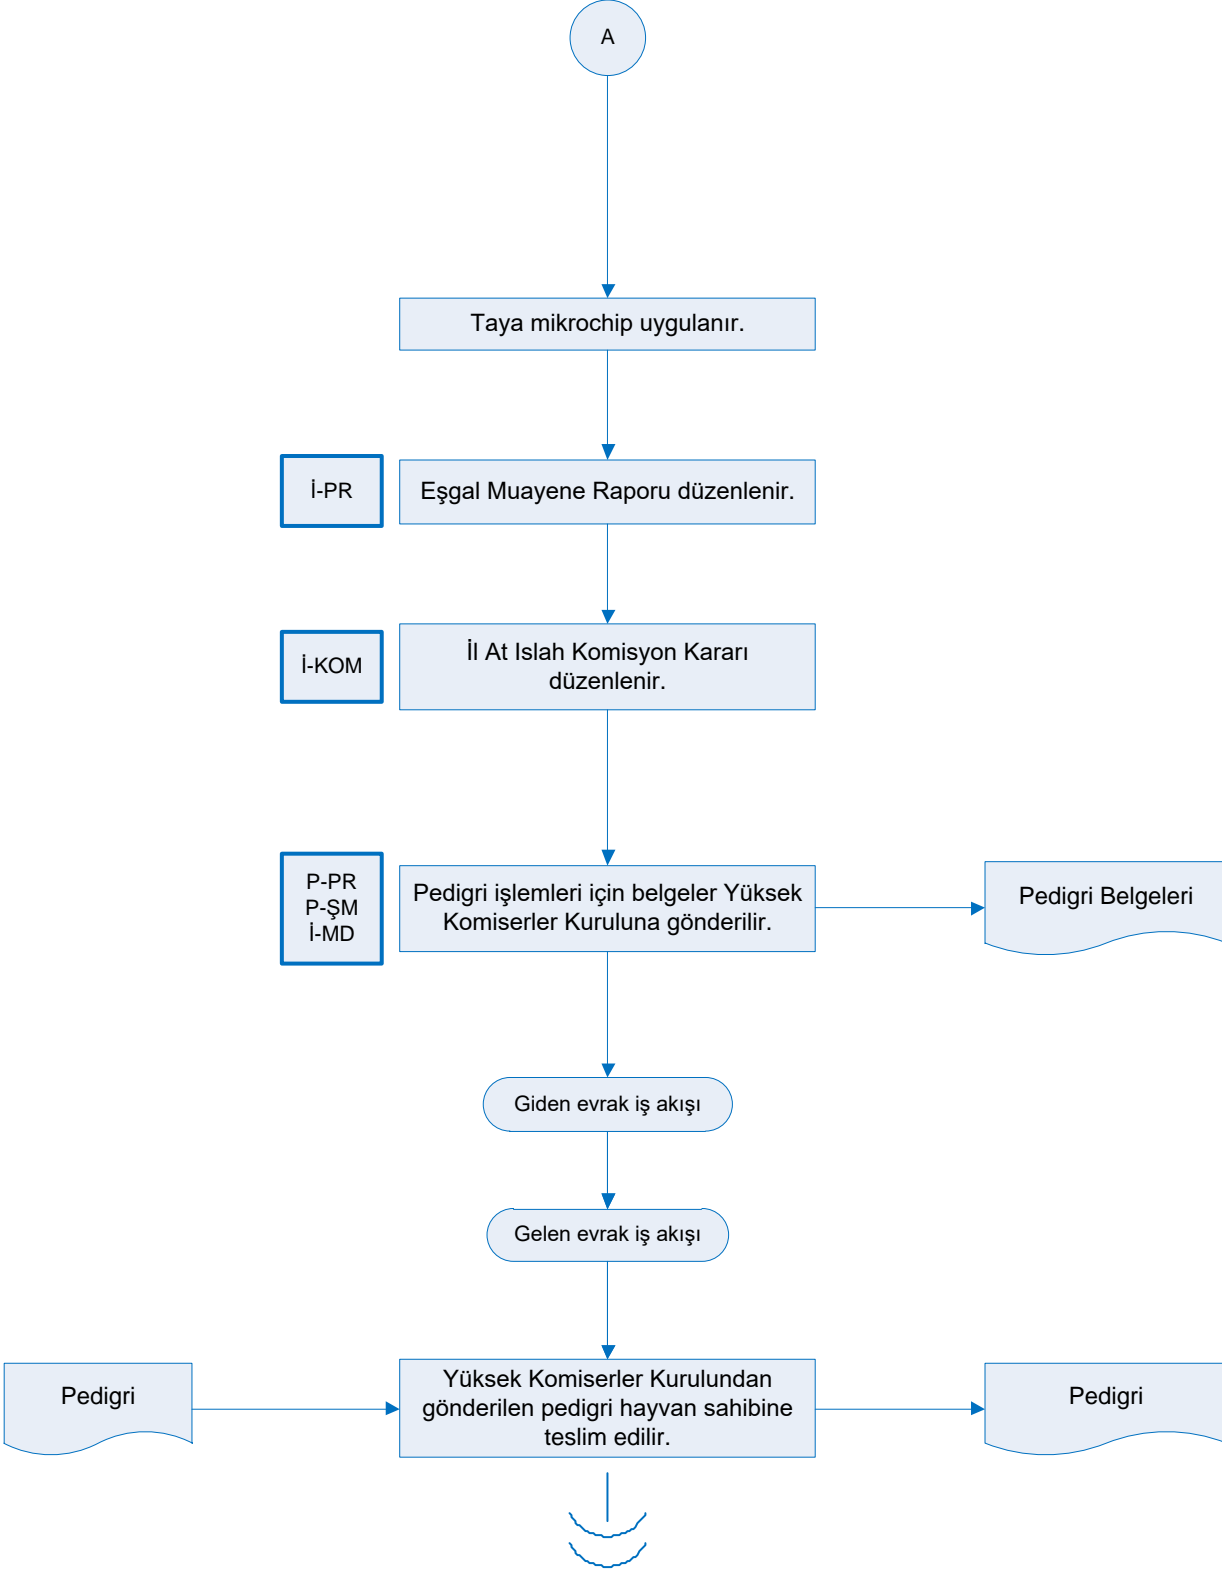 A
Taya mikrochip uygulanır.
İ-PR
Eşgal Muayene Raporu düzenlenir.
İ-KOM
İl At Islah Komisyon Kararı
düzenlenir.
P-PR
P-ŞM
İ-MD
Pedigri işlemleri için belgeler Yüksek
Komiserler Kuruluna gönderilir.
Pedigri Belgeleri
Giden evrak iş akışı
Gelen evrak iş akışı
Pedigri
Yüksek Komiserler Kurulundan
gönderilen pedigri hayvan sahibine
teslim edilir.
Pedigri